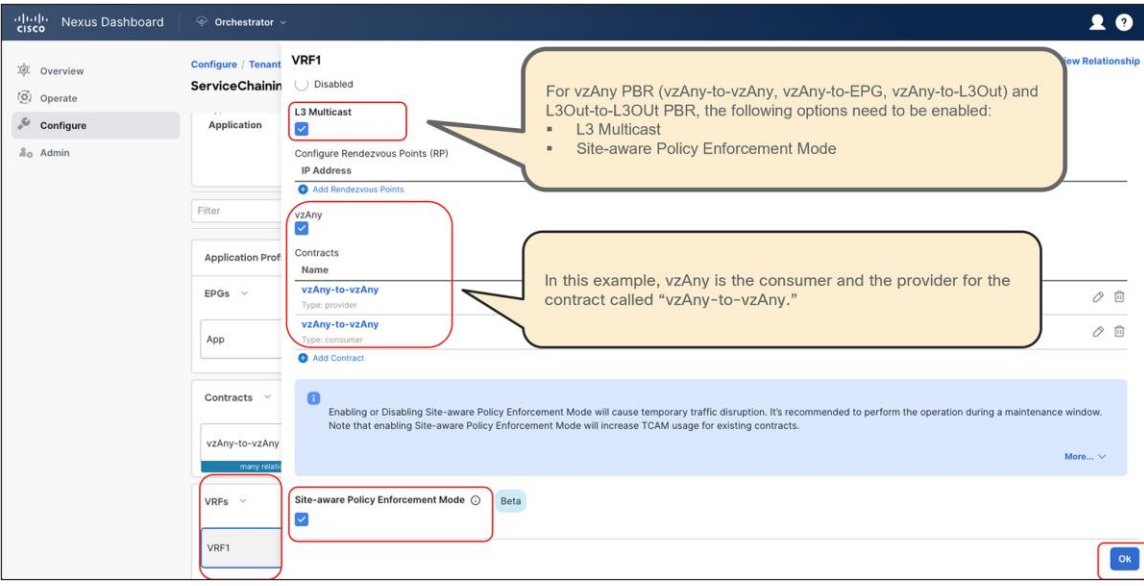 cisco Nexus Dashboard Orchestrator
Overview
Operate
Configure
Admin
Configure / Tenant
ServiceChainin
Application
Filter
Application Prof
EPGs
App
Contracts
vzAny-to-vzAny
many relati
VRFs
VRF1
VRF1
ew Relationship
Disabled
L3 Multicast
Configure Rendezvous Points (RP)
IP Address
Add Rendezvous Points
vzAny
Contracts
Name
vzAny-to-vzAny
Type: provider
vzAny-to-vzAny
Type: consumer
Add Contract
For vzAny PBR (vzAny-to-vzAny, vzAny-to-EPG, vzAny-to-L3Out) and
L3Out-to-L3OUt PBR, the following options need to be enabled:
▪ L3 Multicast
▪ Site-aware Policy Enforcement Mode
In this example, vzAny is the consumer and the provider for the
contract called “vzAny-to-vzAny.”
Enabling or Disabling Site-aware Policy Enforcement Mode will cause temporary traffic disruption. It's recommended to perform the operation during a maintenance window.
Note that enabling Site-aware Policy Enforcement Mode will increase TCAM usage for existing contracts.
More...
Site-aware Policy Enforcement Mode Beta
Ok